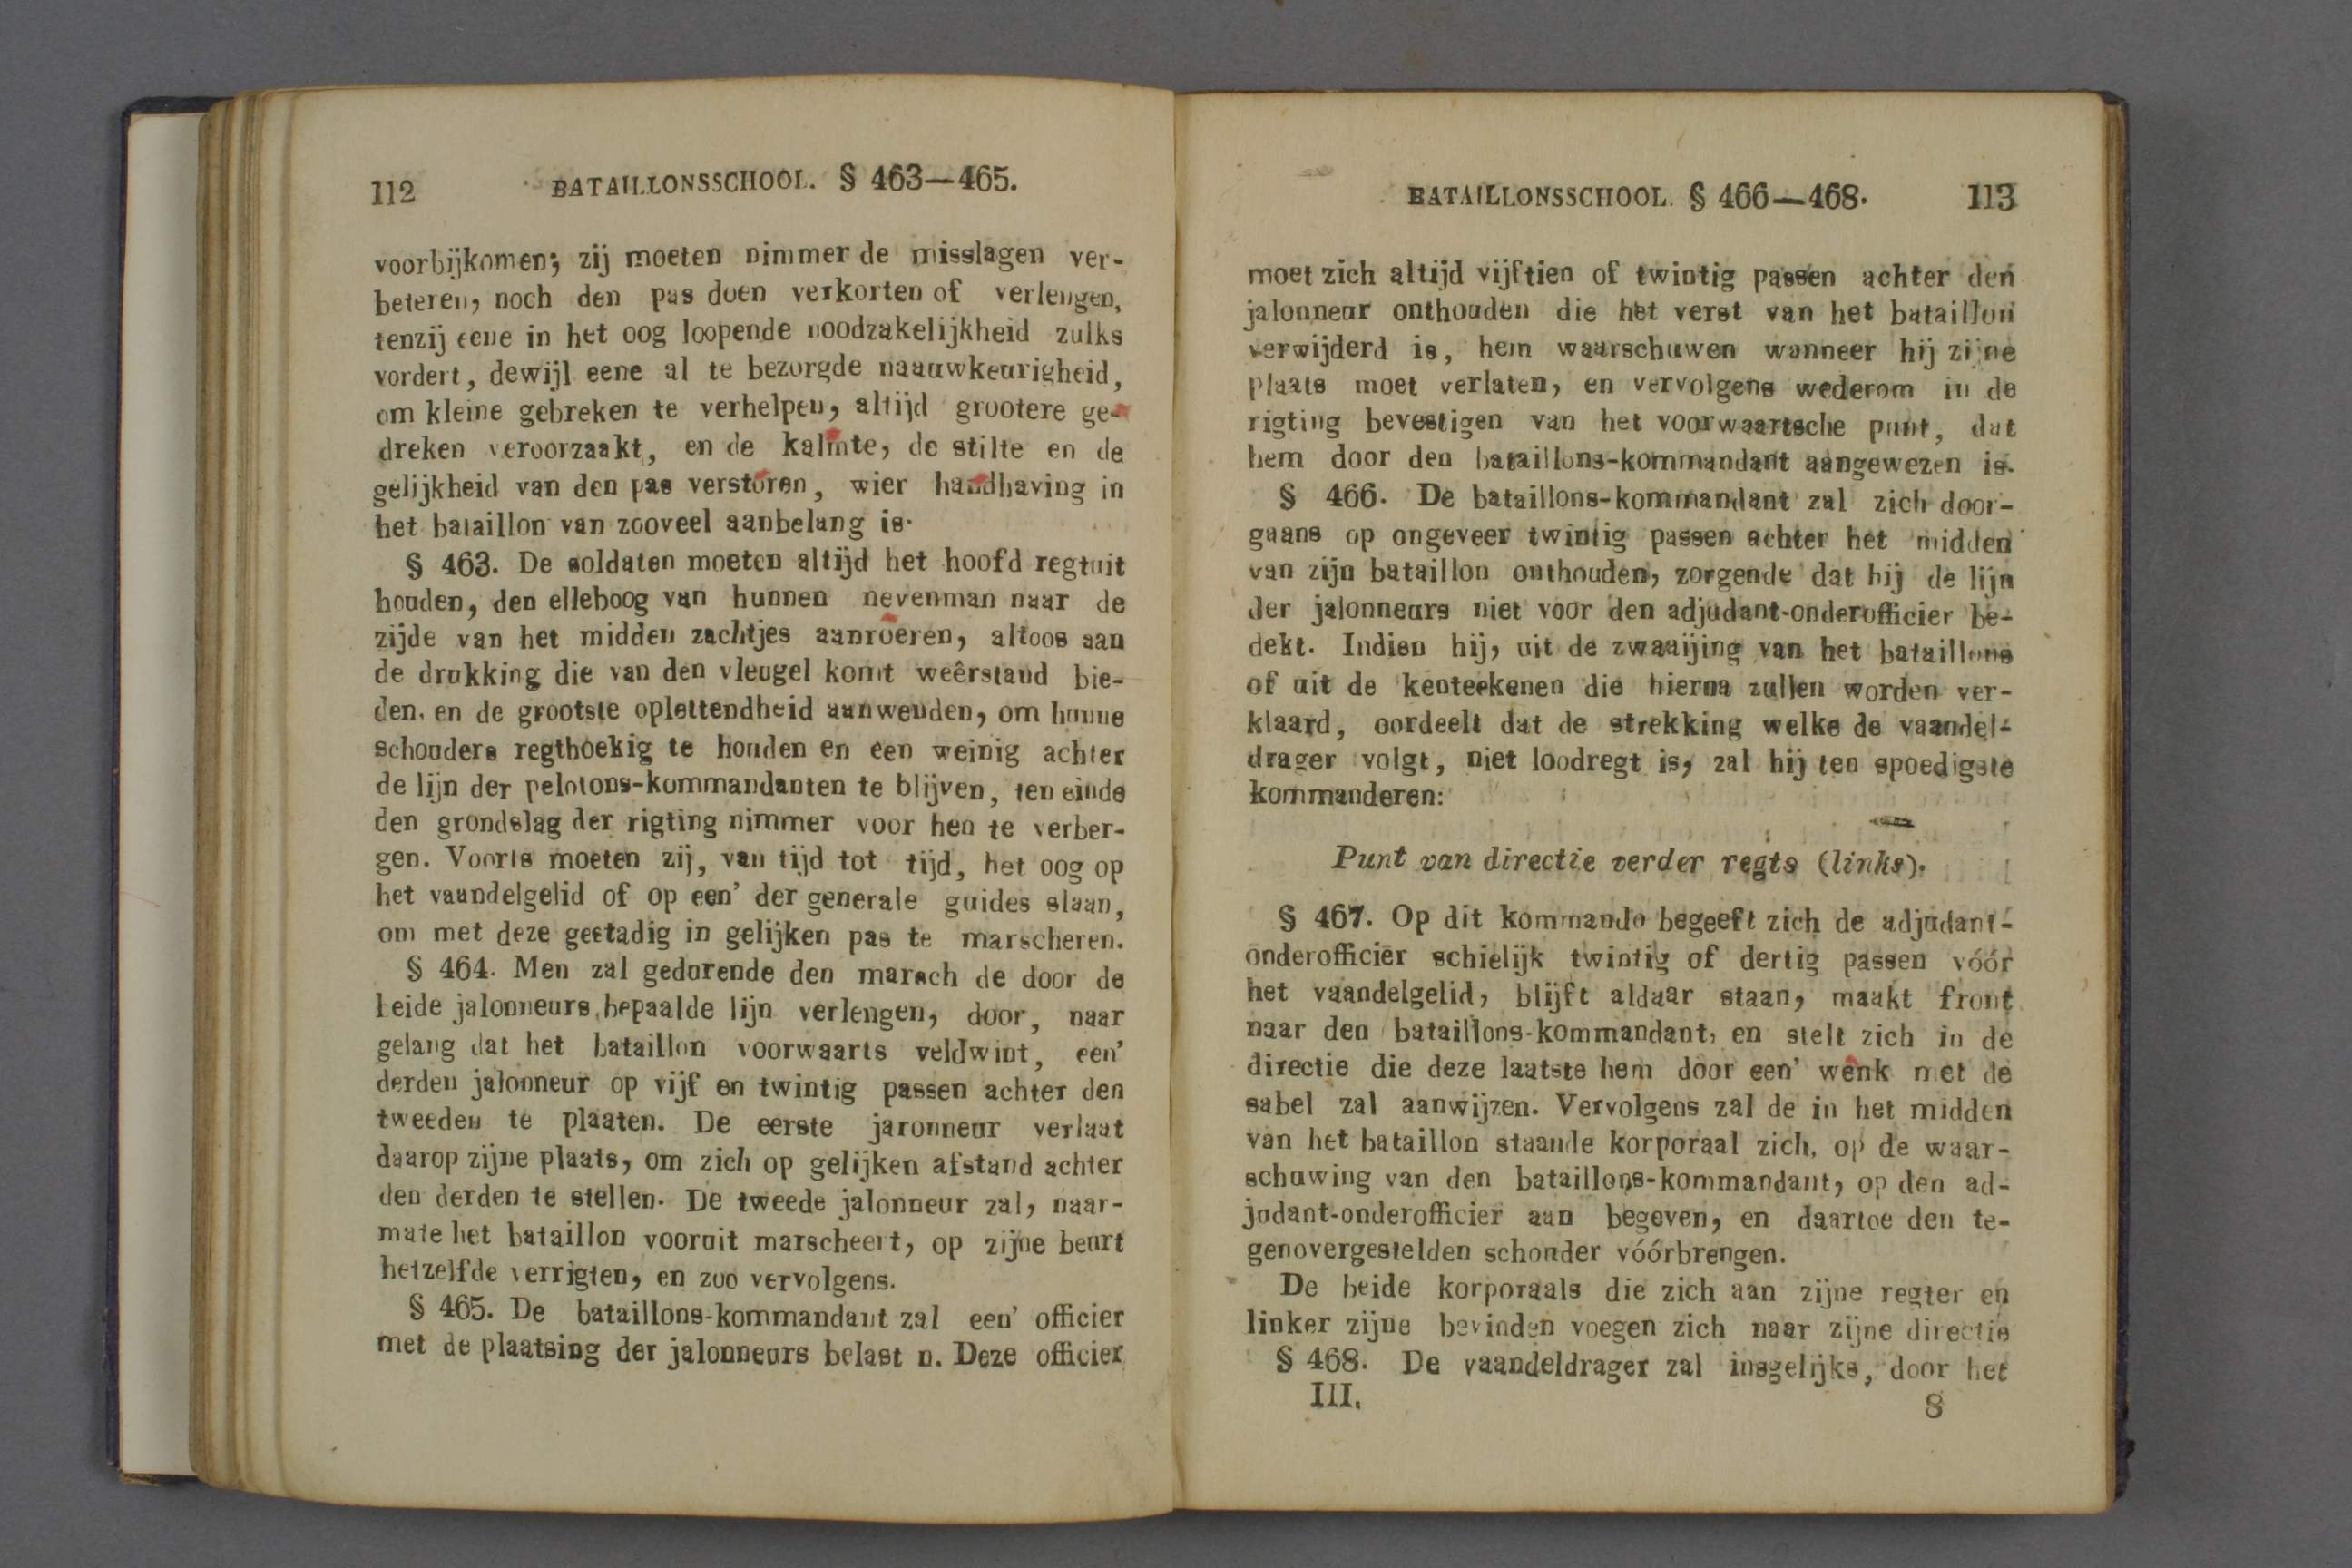 112 BATAILLONSSCHOOL. § 463—465.
voorbijkomen; zij moeten nimmer de misslagen ver-
beteren, noch den pas doen verkorten of verlengen,
tenzij eene in het oog loopende noodzakelijkheid zulks
vordert, dewijl eene al te bezorgde naauwkeurigheid,
om kleine gebreken te verhelpen, altijd grootere ge-
dreken veroorzaakt, en de kalmte, de stilte en de
gelijkheid van den pas verstoren, wier handhaving in
het bataillon van zooveel aanbelang is.
§ 463. De soldaten moeten altijd het hoofd regtuit
houden, den elleboog van hunnen nevenman naar de
zijde van het midden zachtjes aanroeren, altoos aan
de drukking die van den vleugel komt weêrstand bie-
den, en de grootste oplettendheid aanwenden, om hunne
schouders regthoekig te houden en een weinig achter
de lijn der pelotons-kommandanten te blijven, ten einde
den grondslag der rigting nimmer voor hen te verber-
gen. Voorts moeten zij, van tijd tot tijd, het oog op
het vaandelgelid of op een' der generale guides slaan,
om met deze gestadig in gelijken pas te marscheren.
§ 464. Men zal gedurende den marsch de door de
beide jalonneurs bepaalde lijn verlengen, door, naar
gelang dat het bataillon voorwaarts veldwint, een'
derden jalonneur op vijf en twintig passen achter den
tweeden te plaaten. De eerste jaronneur verlaat
daarop zijne plaats, om zich op gelijken afstand achter
den derden te stellen. De tweede jalonneur zal, naar-
mate het bataillon vooruit marscheert, op zijne beurt
hetzelfde verrigten, en zoo vervolgens.
§ 465. De bataillons-kommandant zal een' officier
met de plaatsing der jalonneurs belast n. Deze officier
BATAILLONSSCHOOL. § 466—468. 113
moet zich altijd vijftien of twintig passen achter den
jalonneur onthouden die het verst van het bataillon
verwijderd is, hem waarschuwen wanneer hij zijne
plaats moet verlaten, en vervolgens wederom in de
rigting bevestigen van het voorwaartsche punt, dat
hem door den bataillons-kommandant aangewezen is.
§ 466. De bataillons-kommandant zal zich door-
gaans op ongeveer twintig passen achter het midden
van zijn bataillon onthouden, zorgende dat hij de lijn
der jalonneurs niet voor den adjudant-onderofficier be-
dekt. Indien hij, uit de zwaaijing van het bataillons
of uit de kenteekenen die hierna zullen worden ver-
klaard, oordeelt dat de strekking welke de vaandel-
drager volgt, niet loodregt is, zal hij ten spoedigste
kommanderen:
Punt van directie verder regts (links).
§ 467. Op dit kommando begeeft zich de adjudant-
onderofficier schielijk twintig of dertig passen vóór
het vaandelgelid, blijft aldaar staan, maakt front
naar den bataillons-kommandant, en stelt zich in de
directie die deze laatste hem door een' wenk met de
sabel zal aanwijzen. Vervolgens zal de in het midden
van het bataillon staande korporaal zich, op de waar-
schuwing van den bataillons-kommandant, op den ad-
judant-onderofficier aan begeven, en daartoe den te-
genovergestelden schouder vóórbrengen.
De beide korporaals die zich aan zijne regter en
linker zijne bevinden voegen zich naar zijne directie
§ 468. De vaandeldrager zal insgelijks, door het
III. 8